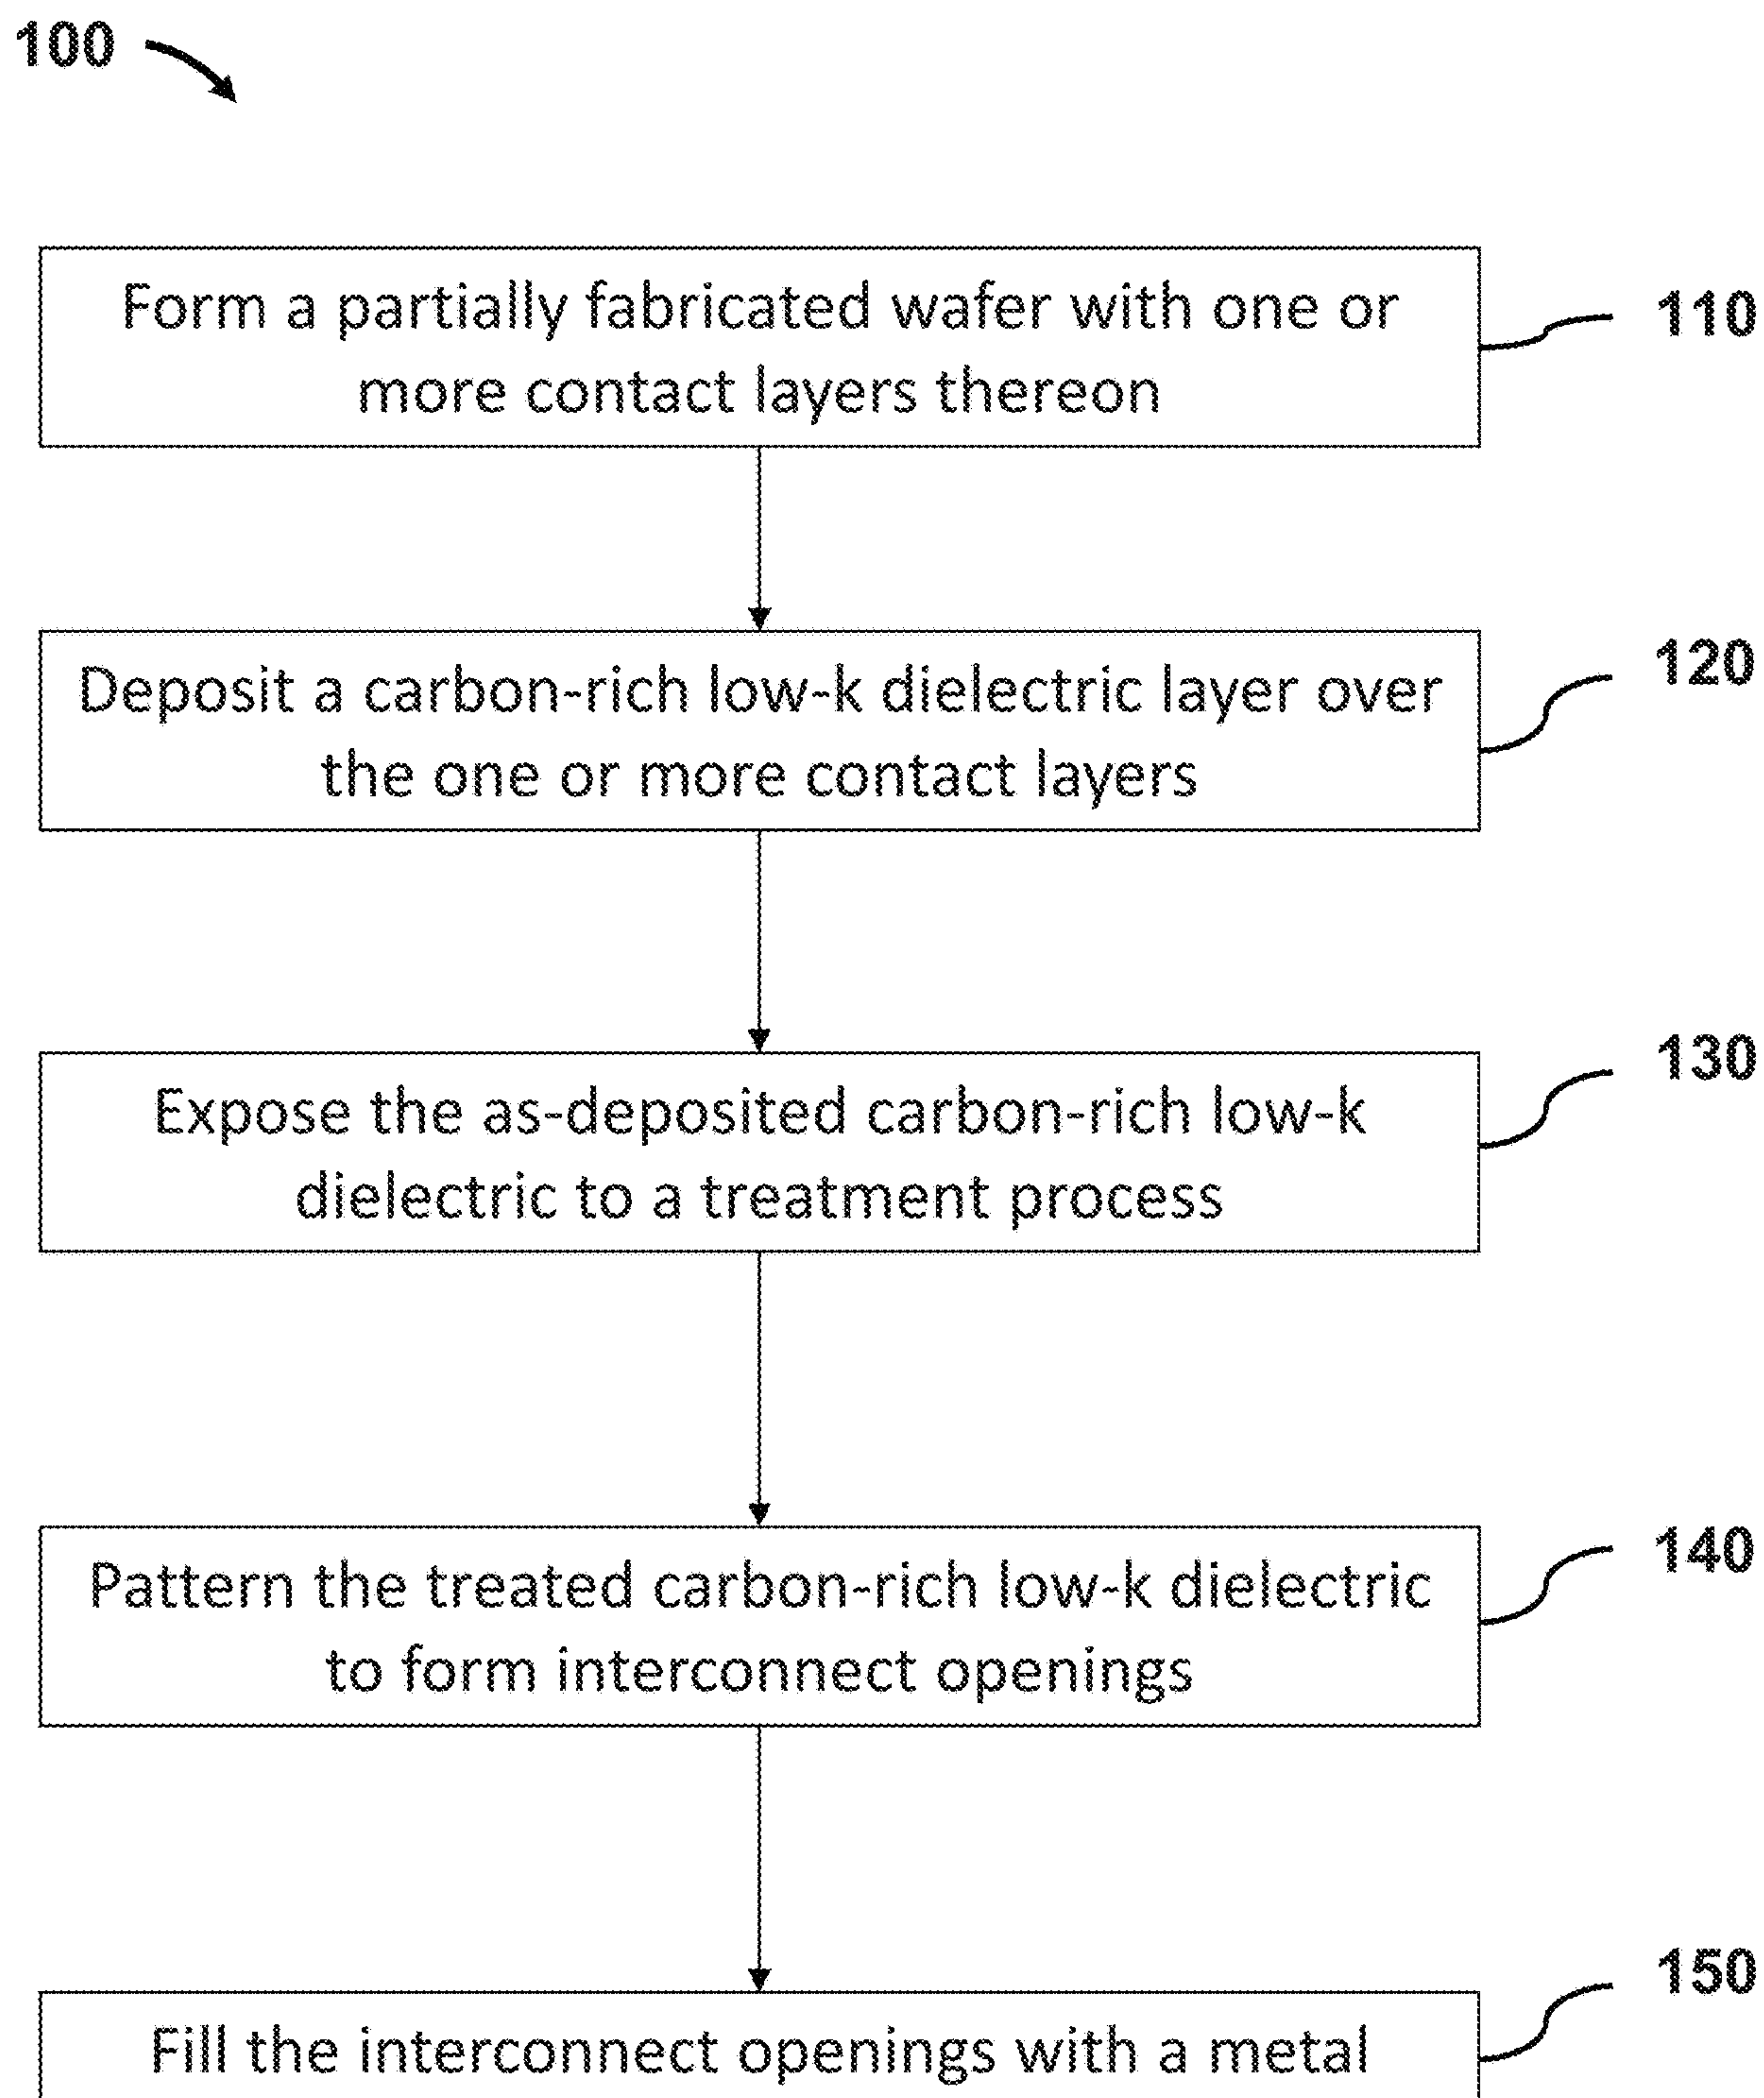 100
Form a partially fabricated wafer with one or
more contact layers thereon
110
Deposit a carbon-rich low-k dielectric layer over
the one or more contact layers
120
Expose the as-deposited carbon-rich low-k
dielectric to a treatment process
130
Pattern the treated carbon-rich low-k dielectric
to form interconnect openings
140
Fill the interconnect openings with a metal
150